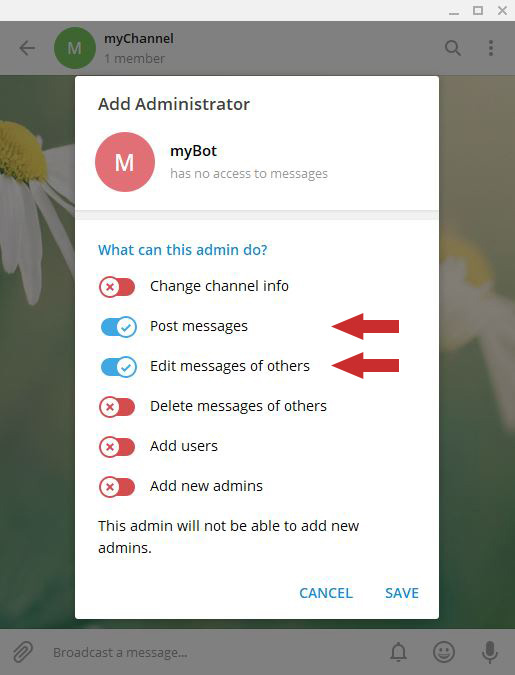 myChannel
M
1 member
Add Administrator
M
myBot
has no access to messages
What can this admin do?
Change channel info
Post messages
Edit messages of others
Delete messages of others
Add users
Add new admins
This admin will not be able to add new
admins.
CANCEL SAVE
Broadcast a message...